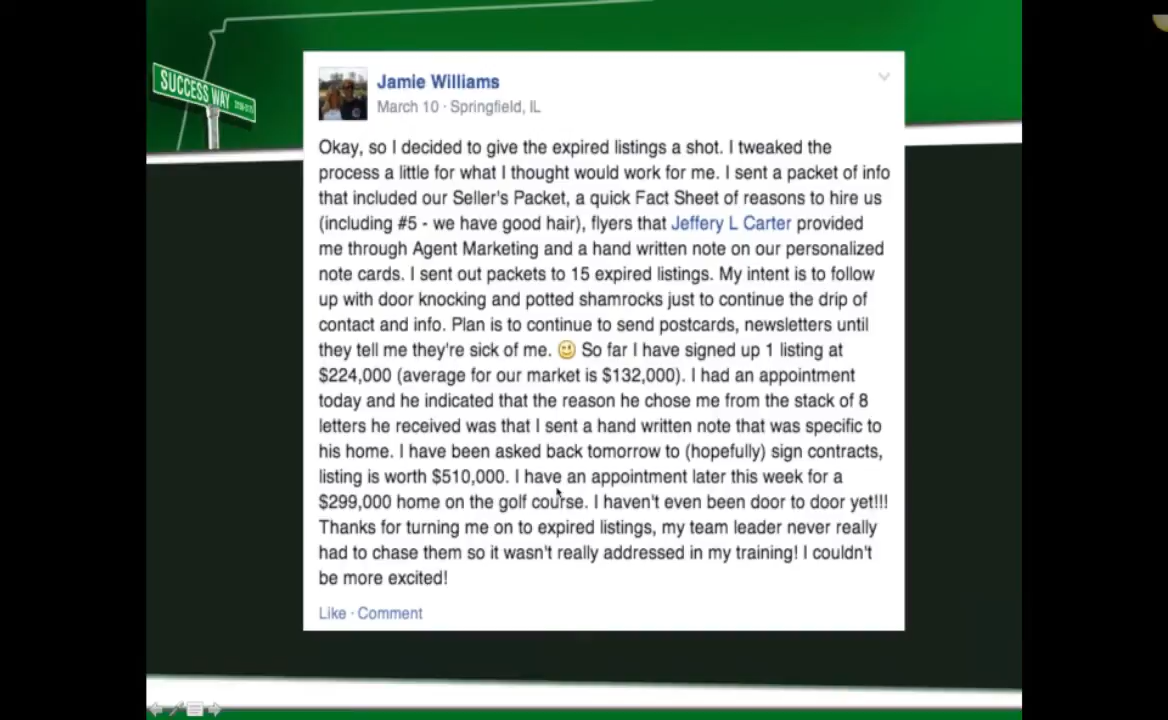 SUCCESS WAY
Jamie Williams
March 10 · Springfield, IL
Okay, so I decided to give the expired listings a shot. I tweaked the
process a little for what I thought would work for me. I sent a packet of info
that included our Seller's Packet, a quick Fact Sheet of reasons to hire us
(including #5 - we have good hair), flyers that Jeffery L Carter provided
me through Agent Marketing and a hand written note on our personalized
note cards. I sent out packets to 15 expired listings. My intent is to follow
up with door knocking and potted shamrocks just to continue the drip of
contact and info. Plan is to continue to send postcards, newsletters until
they tell me they're sick of me. 😉 So far I have signed up 1 listing at
$224,000 (average for our market is $132,000). I had an appointment
today and he indicated that the reason he chose me from the stack of 8
letters he received was that I sent a hand written note that was specific to
his home. I have been asked back tomorrow to (hopefully) sign contracts,
listing is worth $510,000. I have an appointment later this week for a
$299,000 home on the golf course. I haven't even been door to door yet!!!
Thanks for turning me on to expired listings, my team leader never really
had to chase them so it wasn't really addressed in my training! I couldn't
be more excited!
Like · Comment